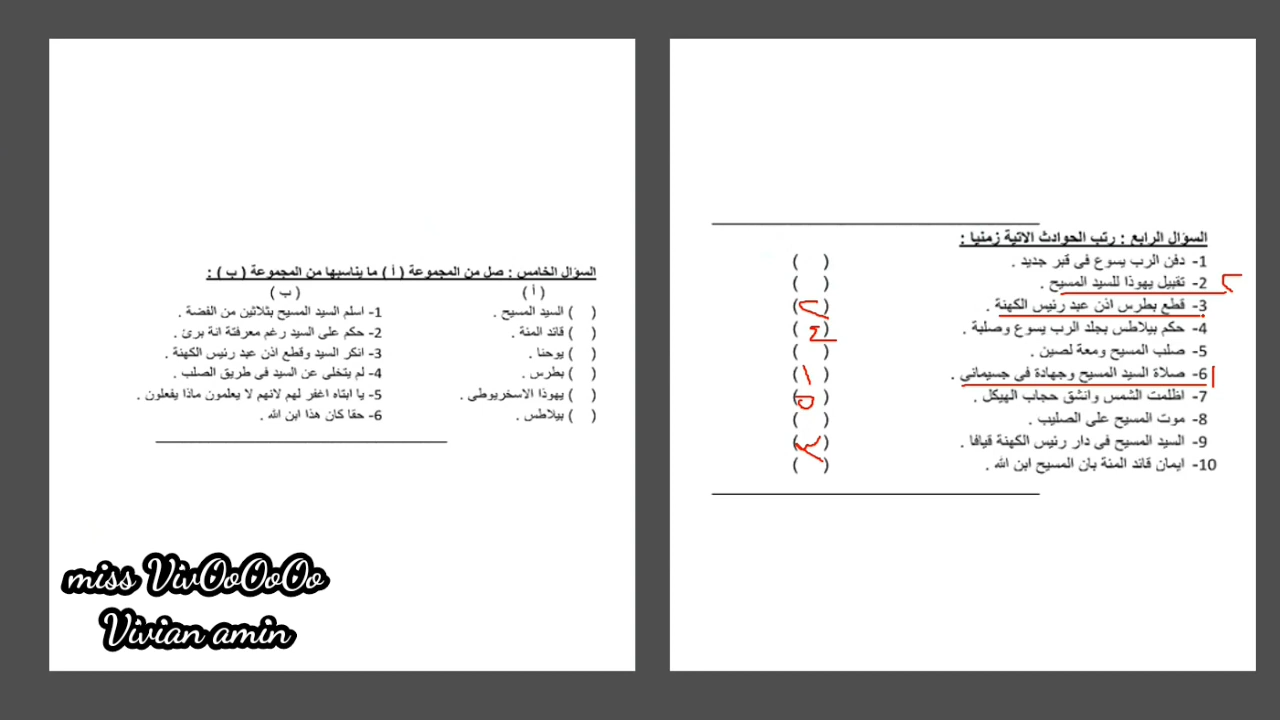 السؤال الرابع : رتب الحوادث الاتية زمنيا :
1- دفن الرب يسوع فى قبر جديد . ( )
2- تقبيل يهوذا للسيد المسيح . ( )
3- قطع بطرس اذن عبد رئيس الكهنة . ( )
4- حكم بيلاطس بجلد الرب يسوع وصلبة . ( )
5- صلب المسيح ومعة لصين . ( )
6- صلاة السيد المسيح وجهادة فى جسيمانى . ( ١ )
7- اظلمت الشمس وانشق حجاب الهيكل . ( )
8- موت المسيح على الصليب . ( )
9- السيد المسيح فى دار رئيس الكهنة قيافا . ( )
10- ايمان قائد المئة بان المسيح ابن الله . ( )
السؤال الخامس : صل من المجموعة ( أ ) ما يناسبها من المجموعة ( ب ) :
( أ ) ( ب )
( ) السيد المسيح . 1- اسلم السيد المسيح بثلاثين من الفضة .
( ) قائد المئة . 2- حكم على السيد رغم معرفتة انة برئ .
( ) يوحنا . 3- انكر السيد وقطع اذن عبد رئيس الكهنة .
( ) بطرس . 4- لم يتخلى عن السيد فى طريق الصلب .
( ) يهوذا الاسخريوطى . 5- يا ابتاه اغفر لهم لانهم لا يعلمون ماذا يفعلون .
( ) بيلاطس . 6- حقا كان هذا ابن الله .
miss VivOoOoOo
Vivian amin